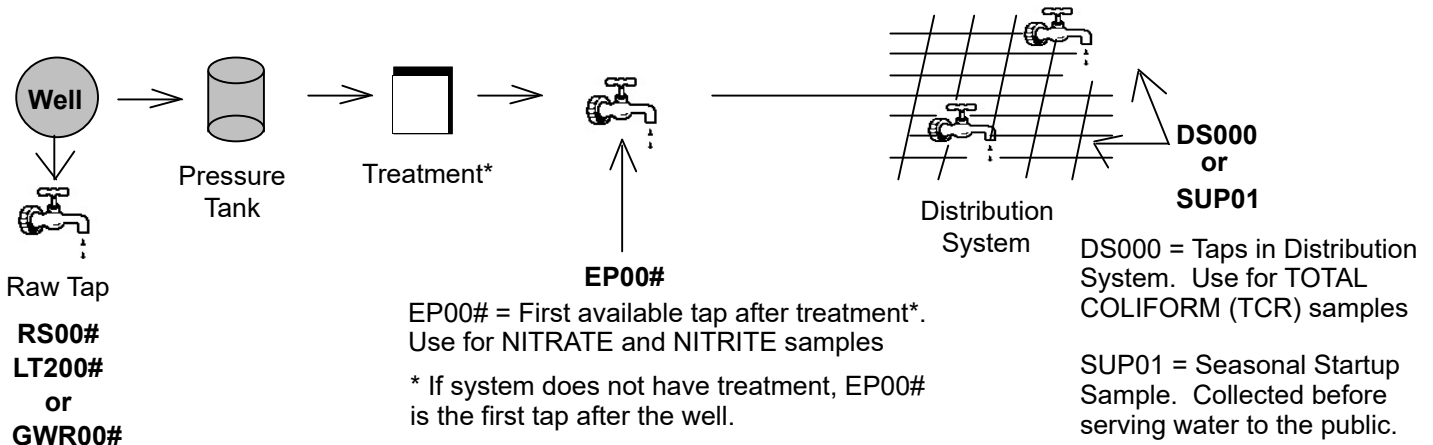 Well
Raw Tap
RS00#
LT200#
or
GWR00#
Pressure
Tank
Treatment*
EP00#
EP00# = First available tap after treatment*.
Use for NITRATE and NITRITE samples
* If system does not have treatment, EP00#
is the first tap after the well.
Distribution
System
DS000
or
SUP01
DS000 = Taps in Distribution
System. Use for TOTAL
COLIFORM (TCR) samples
SUP01 = Seasonal Startup
Sample. Collected before
serving water to the public.